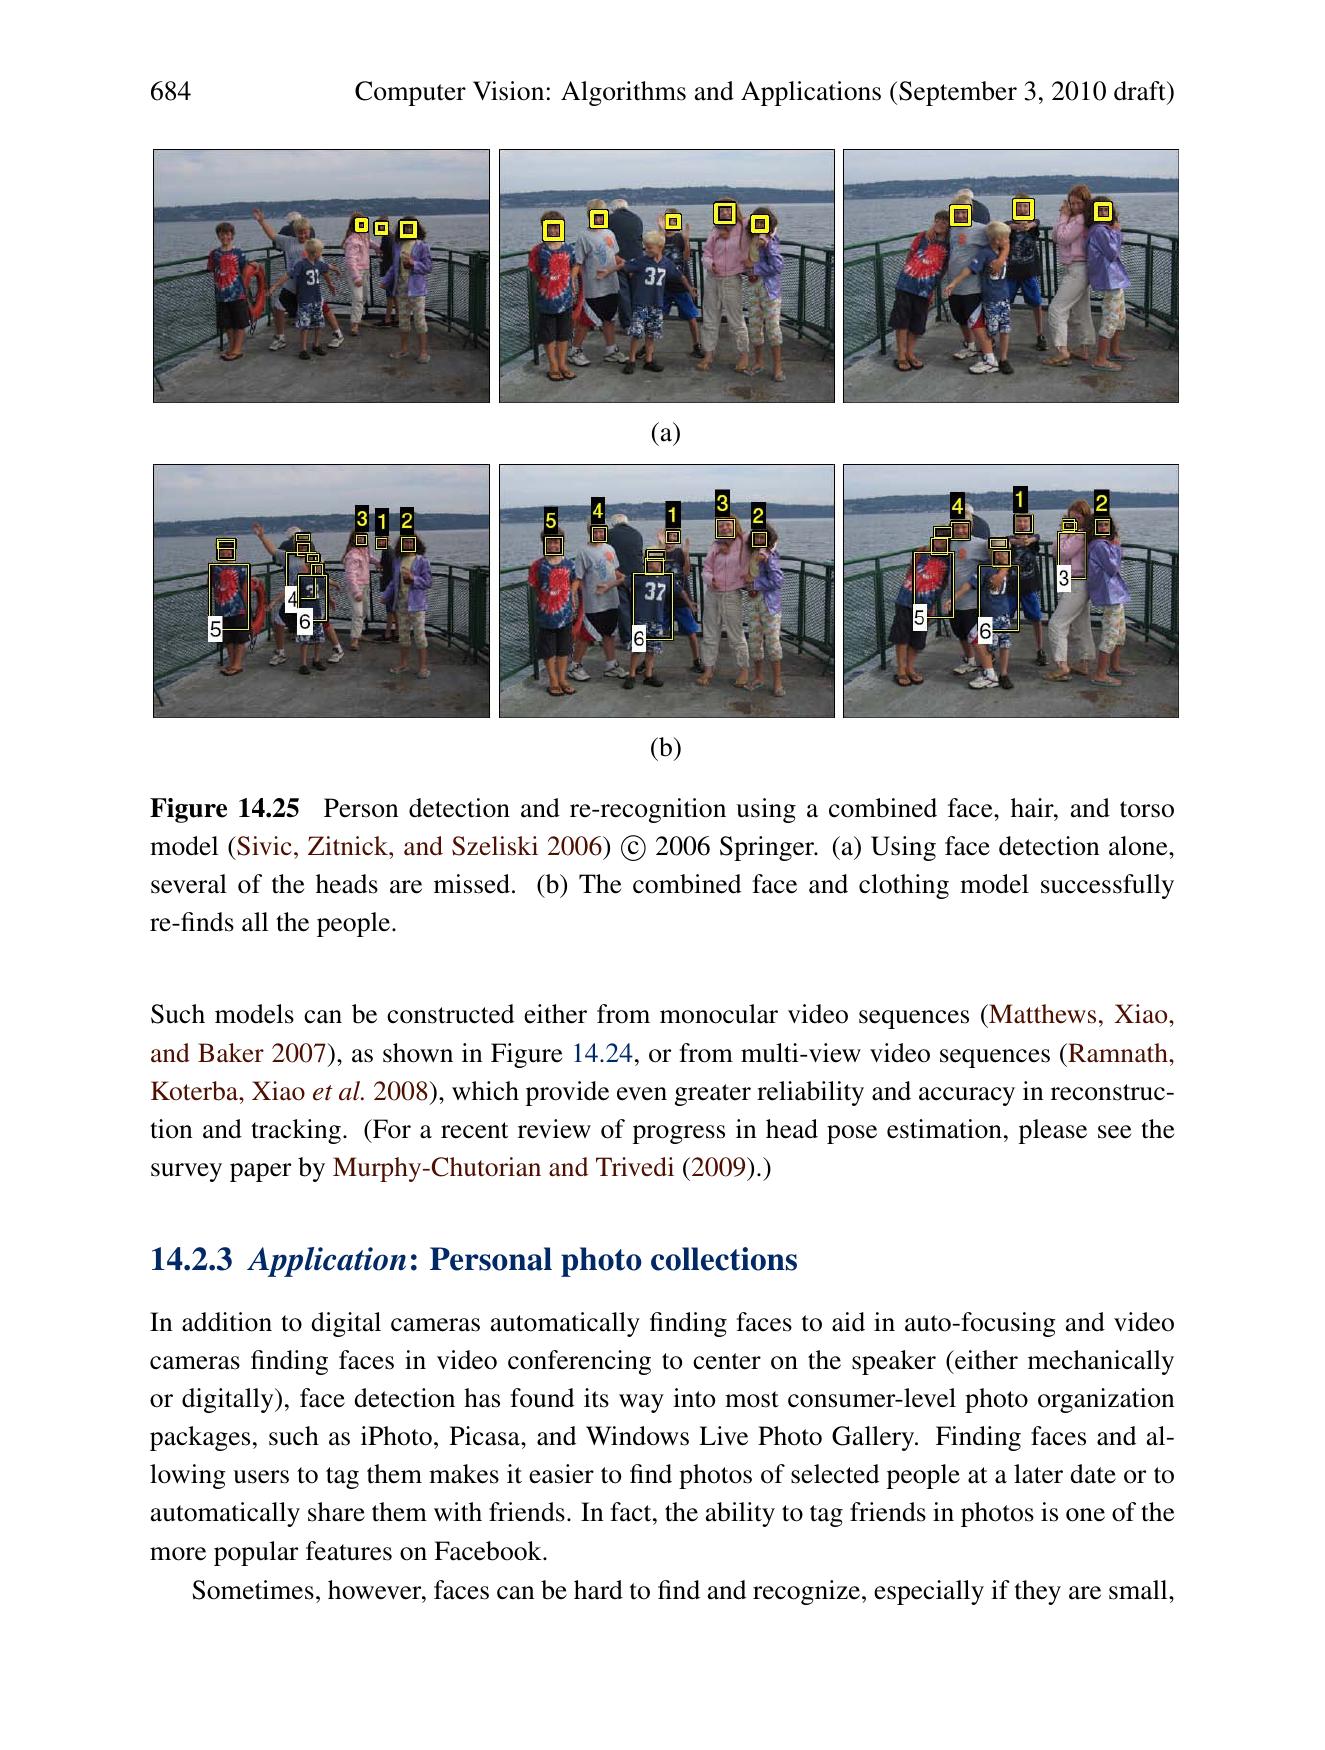 684
Computer Vision: Algorithms and Applications (September 3, 2010 draft)
31
37
(a)
3 1 2
4
5
6
31
5 4 1 3 2
37
6
4 1 2
3
5
6
(b)
Figure 14.25 Person detection and re-recognition using a combined face, hair, and torso
model (Sivic, Zitnick, and Szeliski 2006) © 2006 Springer. (a) Using face detection alone,
several of the heads are missed. (b) The combined face and clothing model successfully
re-finds all the people.
Such models can be constructed either from monocular video sequences (Matthews, Xiao,
and Baker 2007), as shown in Figure 14.24, or from multi-view video sequences (Ramnath,
Koterba, Xiao et al. 2008), which provide even greater reliability and accuracy in reconstruc-
tion and tracking. (For a recent review of progress in head pose estimation, please see the
survey paper by Murphy-Chutorian and Trivedi (2009).)
14.2.3 Application: Personal photo collections
In addition to digital cameras automatically finding faces to aid in auto-focusing and video
cameras finding faces in video conferencing to center on the speaker (either mechanically
or digitally), face detection has found its way into most consumer-level photo organization
packages, such as iPhoto, Picasa, and Windows Live Photo Gallery. Finding faces and al-
lowing users to tag them makes it easier to find photos of selected people at a later date or to
automatically share them with friends. In fact, the ability to tag friends in photos is one of the
more popular features on Facebook.
Sometimes, however, faces can be hard to find and recognize, especially if they are small,